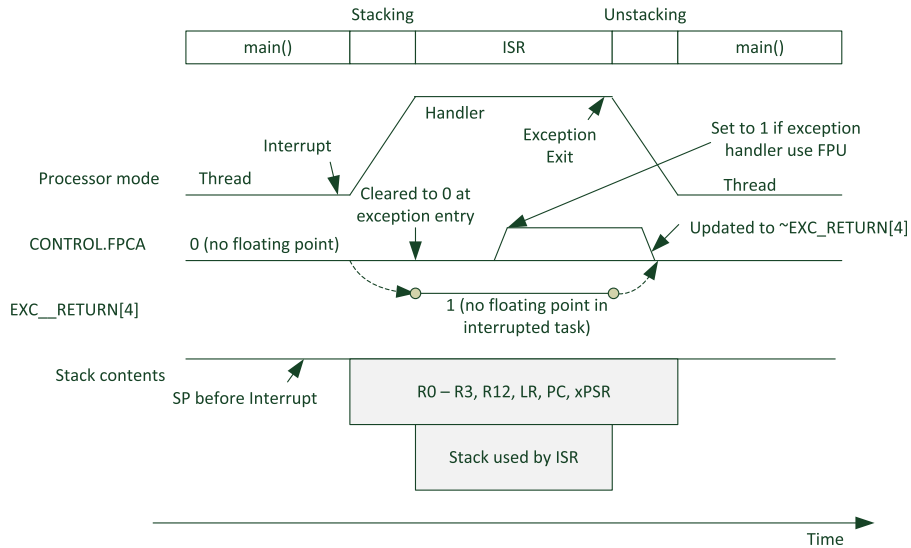 Stacking
Unstacking
main()
ISR
main()
Handler
Exception
Exit
Set to 1 if exception
handler use FPU
Interrupt
Processor mode
Thread
Thread
Cleared to 0 at
exception entry
CONTROL.FPCA
0 (no floating point)
Updated to ~EXC_RETURN[4]
EXC__RETURN[4]
1 (no floating point in
interrupted task)
Stack contents
SP before Interrupt
R0 – R3, R12, LR, PC, xPSR
Stack used by ISR
Time